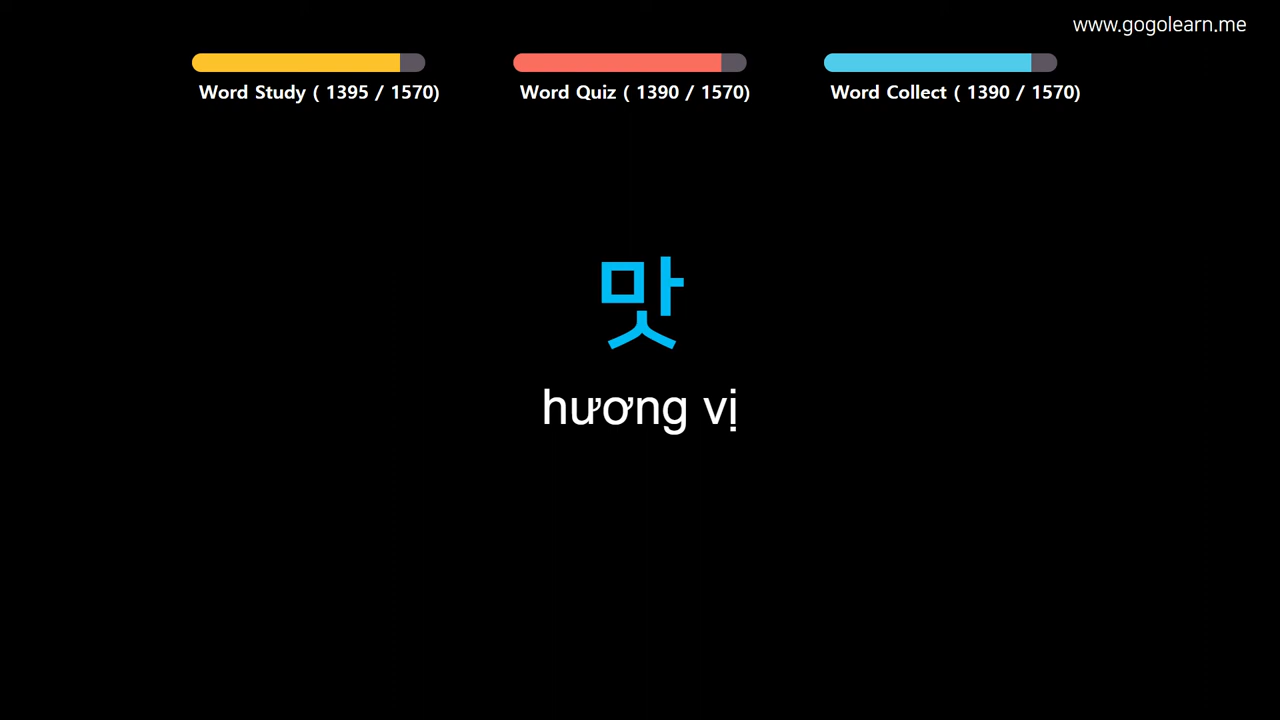 www.gogolearn.me
Word Study ( 1395 / 1570)
Word Quiz ( 1390 / 1570)
Word Collect ( 1390 / 1570)
맛
hương vị